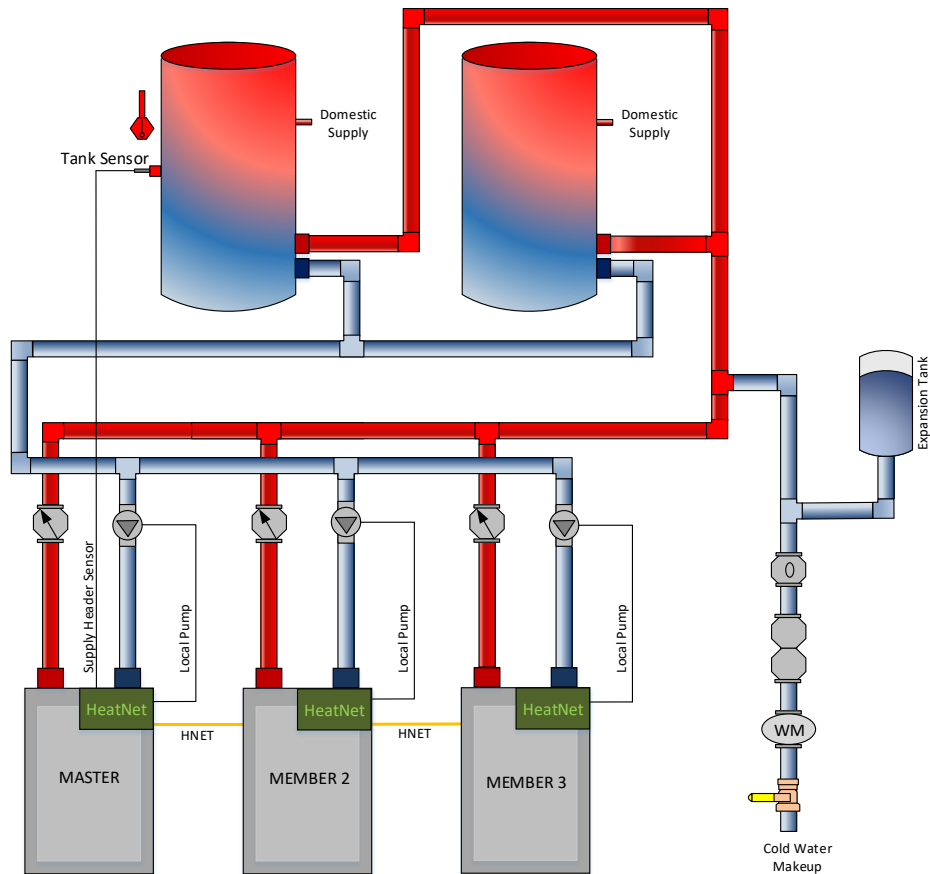 Domestic
Supply
Domestic
Supply
Tank Sensor
Expansion Tank
Supply Header Sensor
Local Pump
Local Pump
Local Pump
0
HeatNet
HeatNet
HeatNet
HNET
HNET
WM
MASTER
MEMBER 2
MEMBER 3
Cold Water
Makeup